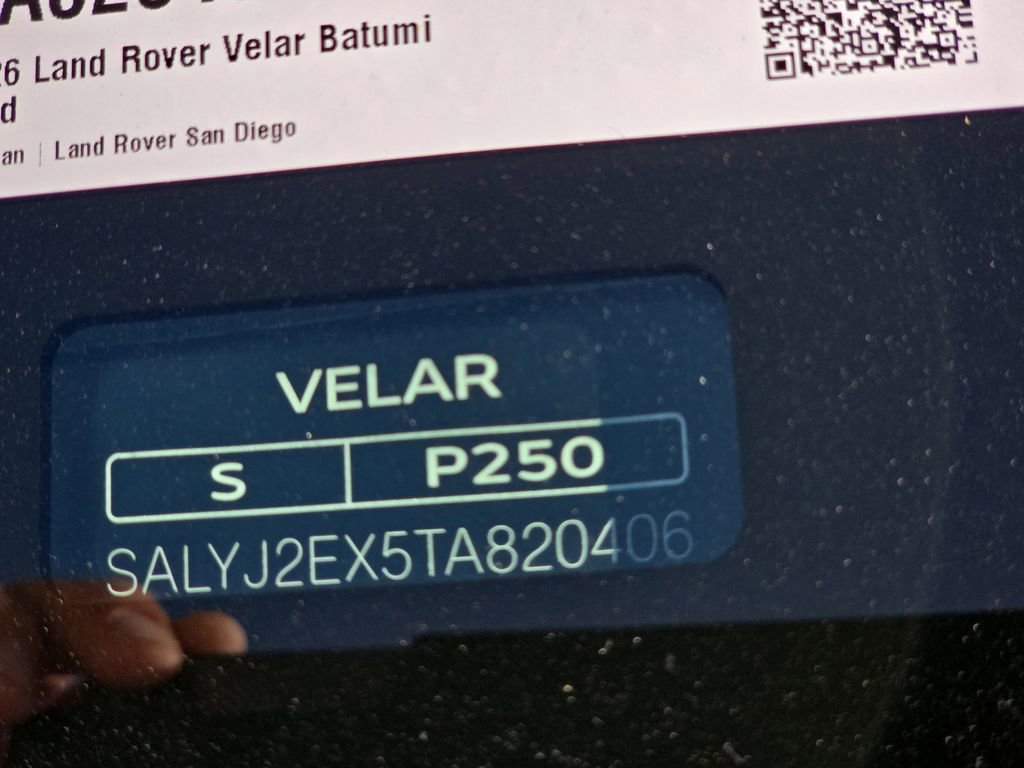 26 Land Rover Velar Batumi
d
an | Land Rover San Diego
VELAR
S P250
SALYJ2EX5TA820406